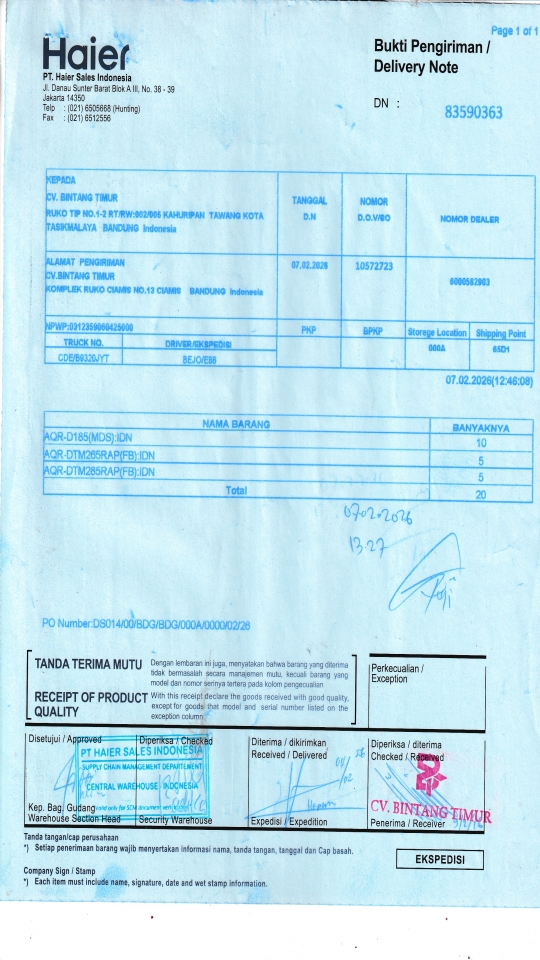 Page 1 of 1
Haier
PT. Haier Sales Indonesia
Jl. Danau Sunter Barat Blok A III, No. 38 - 39
Jakarta 14350
Telp : (021) 6505668 (Hunting)
Fax : (021) 6512556
Bukti Pengiriman /
Delivery Note
DN : 83590363
KEPADA
CV. BINTANG TIMUR
RUKO TIP NO.1-2 RT/RW:002/006 KAHURIPAN TAWANG KOTA
TASIKMALAYA BANDUNG Indonesia
TANGGAL
D.N
NOMOR
D.O./SO
NOMOR DEALER
ALAMAT PENGIRIMAN
CV.BINTANG TIMUR
KOMPLEK RUKO CIAMIS NO.13 CIAMIS BANDUNG Indonesia
07.02.2026
10572723
6000582903
NPWP:0312359060425000
PKP
BPKP
Storege Location
Shipping Point
TRUCK NO.
DRIVER/EKSPEDISI
000A
65D1
CDE/B9320JYT
BEJO/EBB
07.02.2026(12:46:08)
NAMA BARANG BANYAKNYA
AQR-D185(MDS):IDN 10
AQR-DTM265RAP(FB):IDN 5
AQR-DTM285RAP(FB):IDN 5
Total 20
07.02.2026
13.27
PO Number:DS014/00/BDG/BDG/000A/0000/02/26
TANDA TERIMA MUTU
Dengan lembaran ini juga, menyatakan bahwa barang yang diterima
tidak bermasalah secara manajemen mutu, kecuali barang yang
model dan nomor serinya tertera pada kolom pengecualian
RECEIPT OF PRODUCT
QUALITY
With this receipt declare the goods received with good quality,
except for goods that model and serial number listed on the
exception column
Perkecualian /
Exception
Disetujui / Approved
Diperiksa / Checked
Diterima / dikirimkan
Received / Delivered
Diperiksa / diterima
Checked / Received
PT HAIER SALES INDONESIA
SUPPLY CHAIN MANAGEMENT DEPARTEMENT
CENTRAL WAREHOUSE INDONESIA
valid only for SCM document
CV. BINTANG TIMUR
Kep. Bag. Gudang
Warehouse Section Head
Security Warehouse
Expedisi / Expedition
Penerima / Receiver
Tanda tangan/cap perusahaan
*) Setiap penerimaan barang wajib menyertakan informasi nama, tanda tangan, tanggal dan Cap basah.
EKSPEDISI
Company Sign / Stamp
*) Each item must include name, signature, date and wet stamp information.